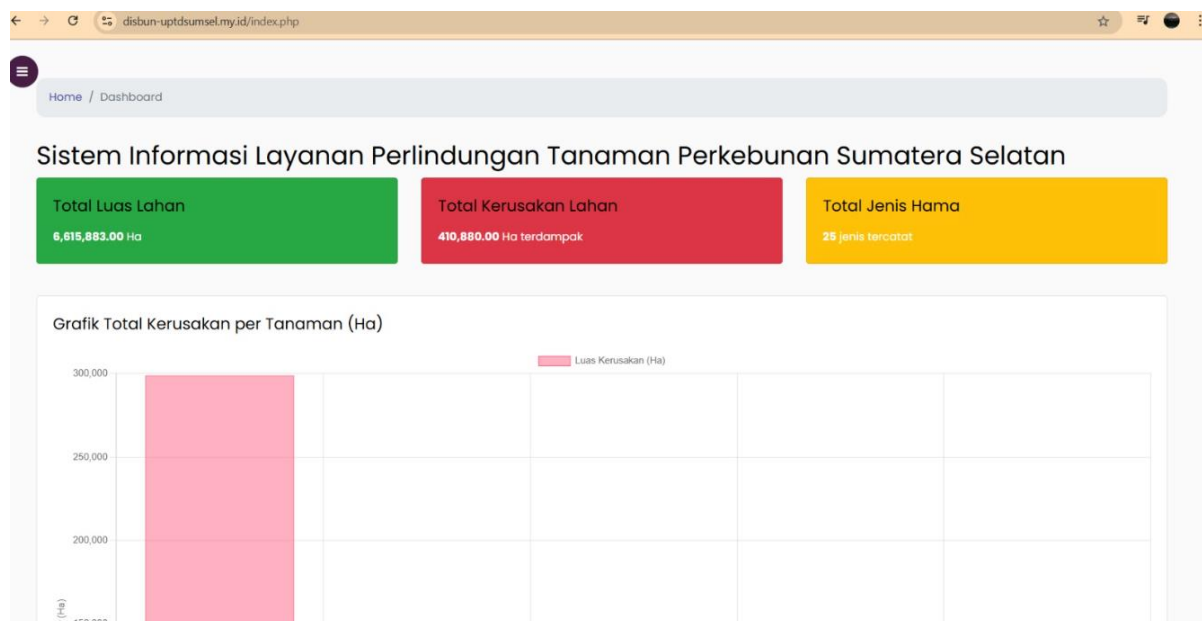 disbun-uptdsumsel.my.id/index.php
Home / Dashboard
Sistem Informasi Layanan Perlindungan Tanaman Perkebunan Sumatera Selatan
Total Luas Lahan
6,615,883.00 Ha
Total Kerusakan Lahan
410,880.00 Ha terdampak
Total Jenis Hama
25 jenis tercatat
Grafik Total Kerusakan per Tanaman (Ha)
Luas Kerusakan (Ha)
300,000
250,000
200,000
(Ha)